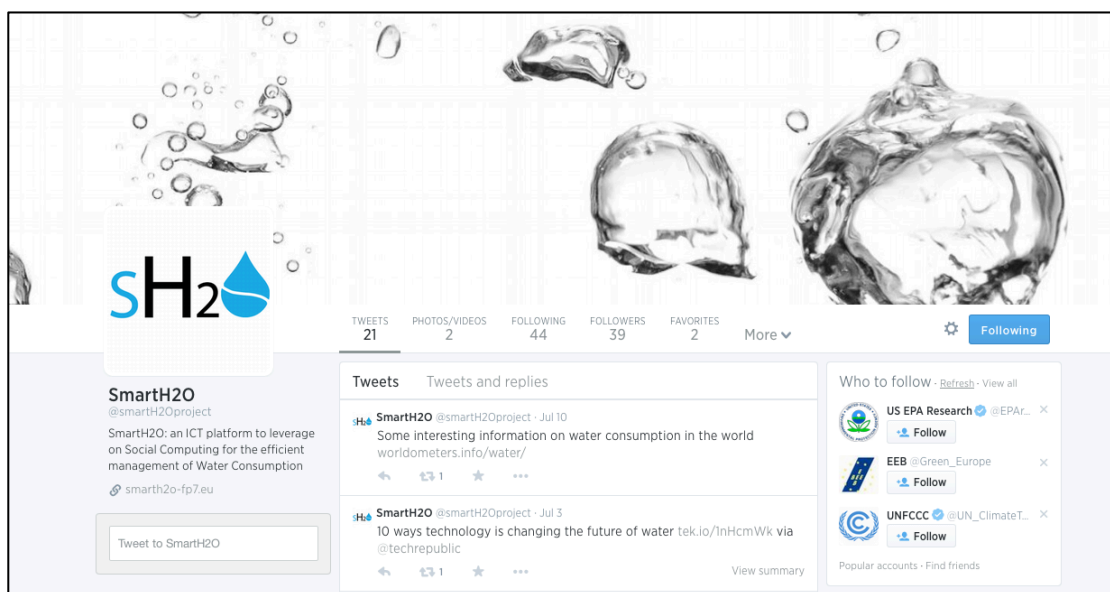 sH2
TWEETS PHOTOS/VIDEOS FOLLOWING FOLLOWERS FAVORITES
21 2 44 39 2 More
Following
SmartH2O
@smartH2Oproject
SmartH2O: an ICT platform to leverage
on Social Computing for the efficient
management of Water Consumption
smarth2o-fp7.eu
Tweet to SmartH2O
Tweets Tweets and replies
sH2 SmartH2O @smartH2Oproject · Jul 10
Some interesting information on water consumption in the world
worldometers.info/water/
1
sH2 SmartH2O @smartH2Oproject · Jul 3
10 ways technology is changing the future of water tek.io/1nHcmWk via
@techrepublic
1
View summary
Who to follow · Refresh · View all
US EPA Research @EPAr...
Follow
EEB @Green_Europe
Follow
UNFCCC @UN_ClimateT...
Follow
Popular accounts · Find friends